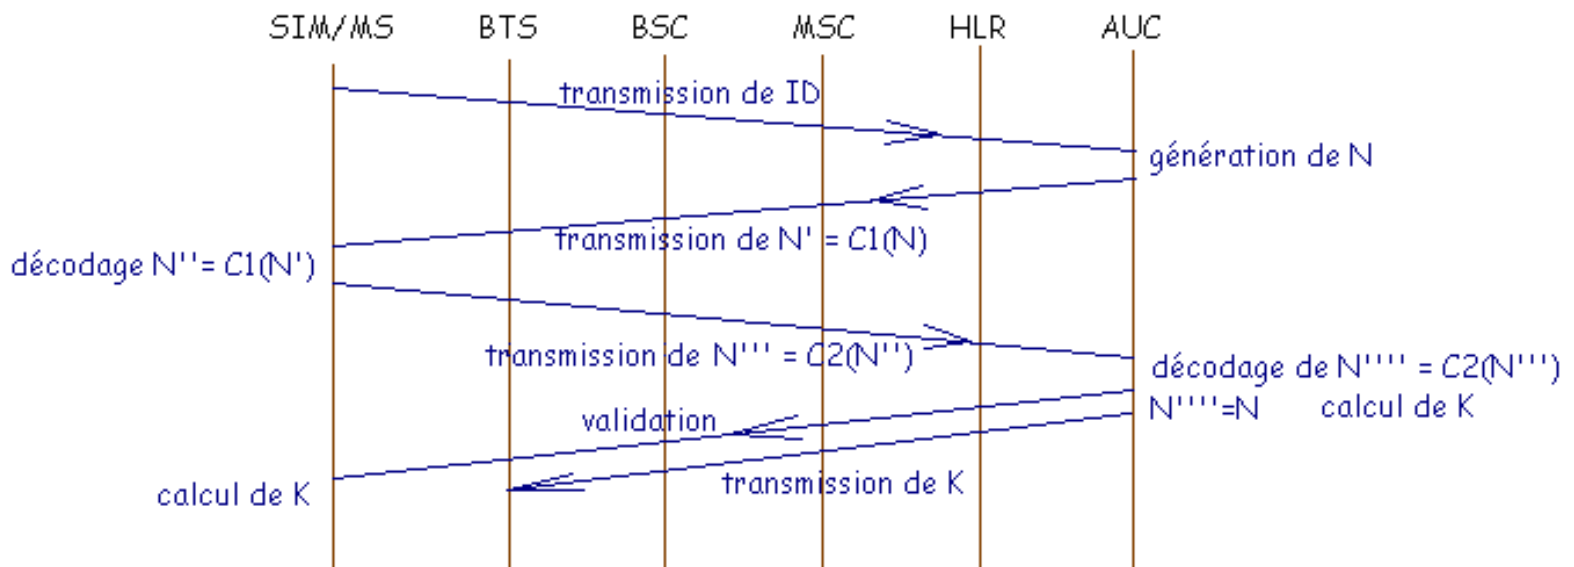 SIM/MS BTS BSC MSC HLR AUC
transmission de ID
génération de N
transmission de N' = C1(N)
décodage N''= C1(N')
transmission de N''' = C2(N'')
décodage de N'''' = C2(N''')
N''''=N calcul de K
validation
transmission de K
calcul de K